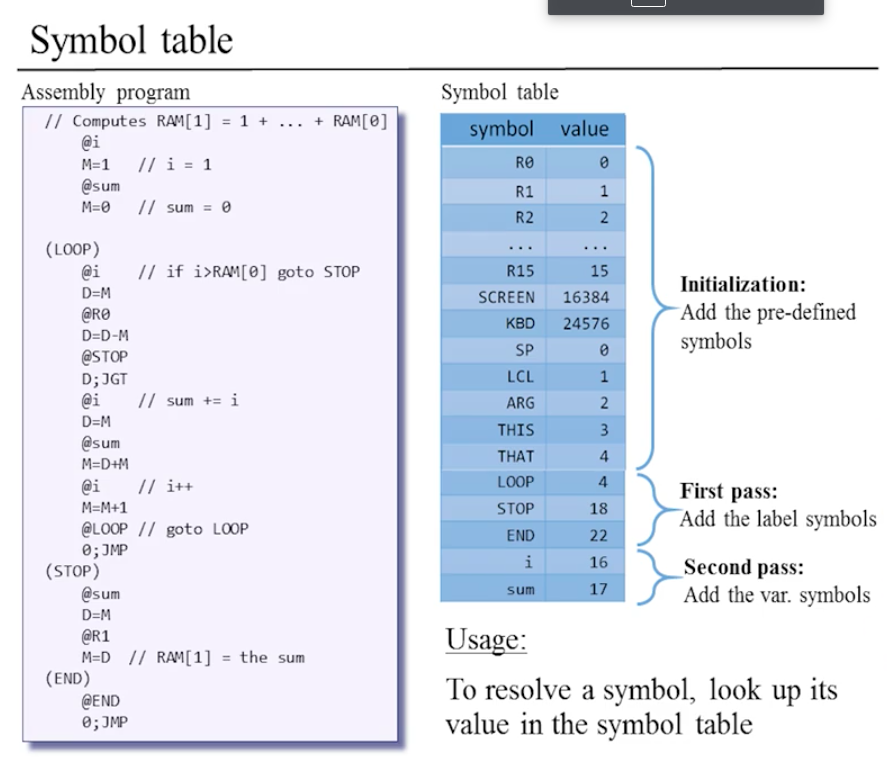 Symbol table
Assembly program
// Computes RAM[1] = 1 + ... + RAM[0]
@i
M=1 // i = 1
@sum
M=0 // sum = 0
(LOOP)
@i // if i>RAM[0] goto STOP
D=M
@R0
D=D-M
@STOP
D;JGT
@i // sum += i
D=M
@sum
M=D+M
@i // i++
M=M+1
@LOOP // goto LOOP
0;JMP
(STOP)
@sum
D=M
@R1
M=D // RAM[1] = the sum
(END)
@END
0;JMP
Symbol table
symbol value
R0 0
R1 1
R2 2
... ...
R15 15
SCREEN 16384
KBD 24576
SP 0
LCL 1
ARG 2
THIS 3
THAT 4
LOOP 4
STOP 18
END 22
i 16
sum 17
Initialization:
Add the pre-defined
symbols
First pass:
Add the label symbols
Second pass:
Add the var. symbols
Usage:
To resolve a symbol, look up its
value in the symbol table